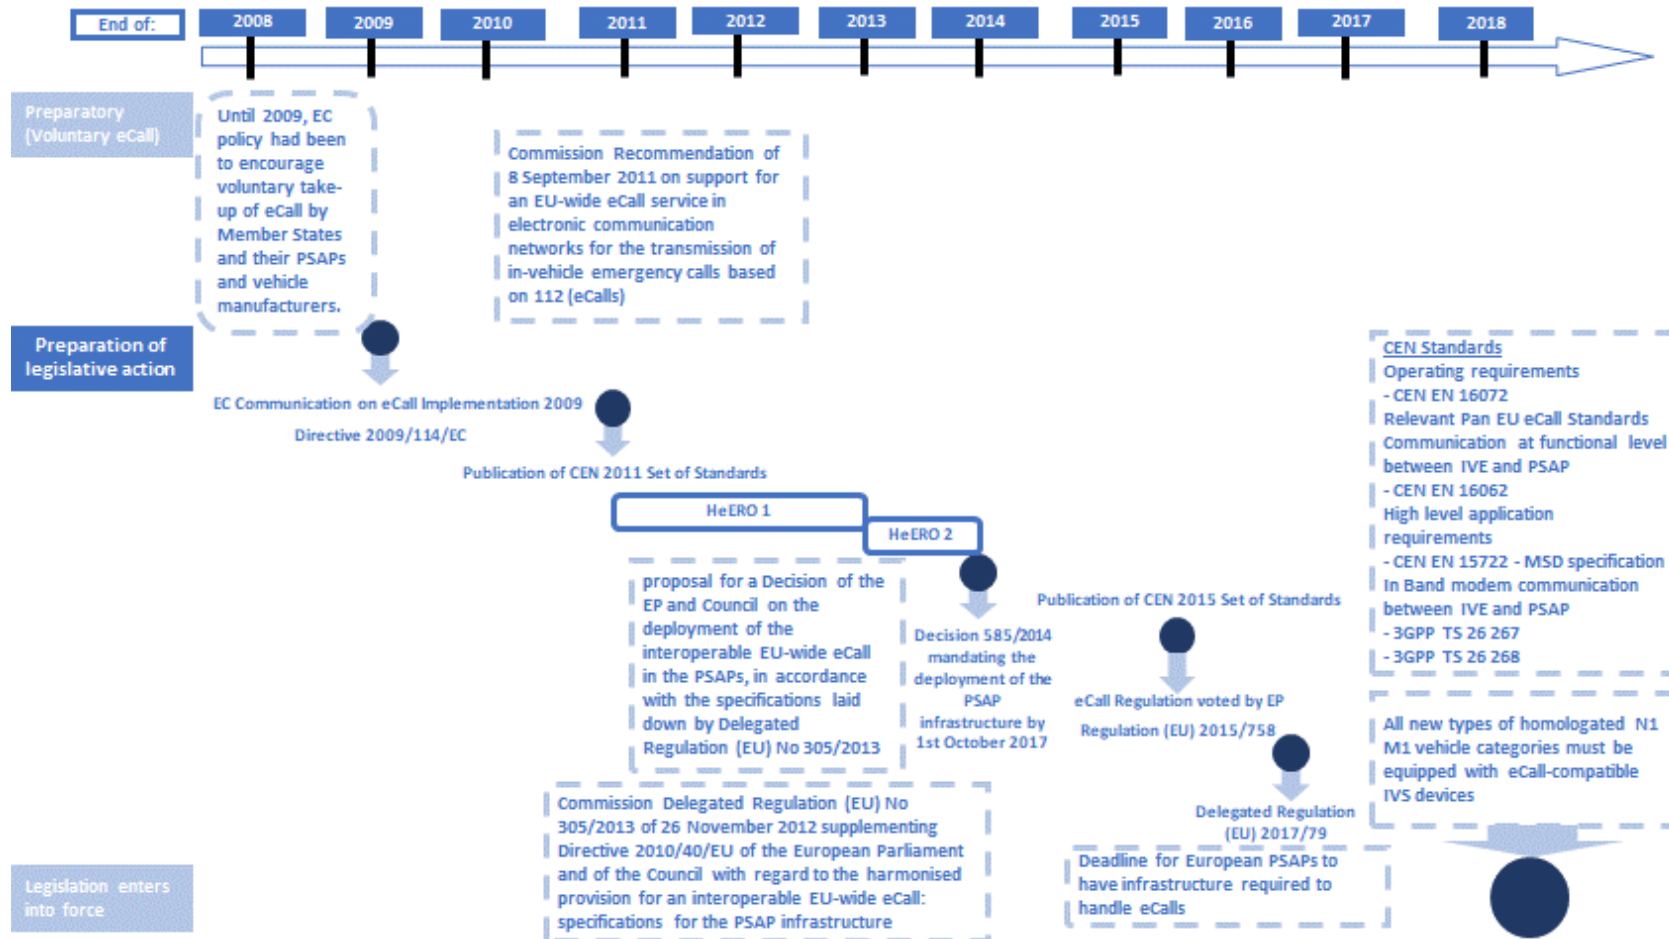 End of:
2008
2009
2010
2011
2012
2013
2014
2015
2016
2017
2018
Preparatory
(Voluntary eCall)
Until 2009, EC
policy had been
to encourage
voluntary take-
up of eCall by
Member States
and their PSAPs
and vehicle
manufacturers.
Commission Recommendation of
8 September 2011 on support for
an EU-wide eCall service in
electronic communication
networks for the transmission of
in-vehicle emergency calls based
on 112 (eCalls)
Preparation of
legislative action
EC Communication on eCall Implementation 2009
Directive 2009/114/EC
Publication of CEN 2011 Set of Standards
HeERO 1
HeERO 2
proposal for a Decision of the
EP and Council on the
deployment of the
interoperable EU-wide eCall
in the PSAPs, in accordance
with the specifications laid
down by Delegated
Regulation (EU) No 305/2013
Decision 585/2014
mandating the
deployment of the
PSAP
infrastructure by
1st October 2017
Publication of CEN 2015 Set of Standards
eCall Regulation voted by EP
Regulation (EU) 2015/758
Delegated Regulation
(EU) 2017/79
CEN Standards
Operating requirements
- CEN EN 16072
Relevant Pan EU eCall Standards
Communication at functional level
between IVE and PSAP
- CEN EN 16062
High level application
requirements
- CEN EN 15722 - MSD specification
In Band modem communication
between IVE and PSAP
- 3GPP TS 26 267
- 3GPP TS 26 268
All new types of homologated N1
M1 vehicle categories must be
equipped with eCall-compatible
IVS devices
Legislation enters
into force
Commission Delegated Regulation (EU) No
305/2013 of 26 November 2012 supplementing
Directive 2010/40/EU of the European Parliament
and of the Council with regard to the harmonised
provision for an interoperable EU-wide eCall:
specifications for the PSAP infrastructure
Deadline for European PSAPs to
have infrastructure required to
handle eCalls